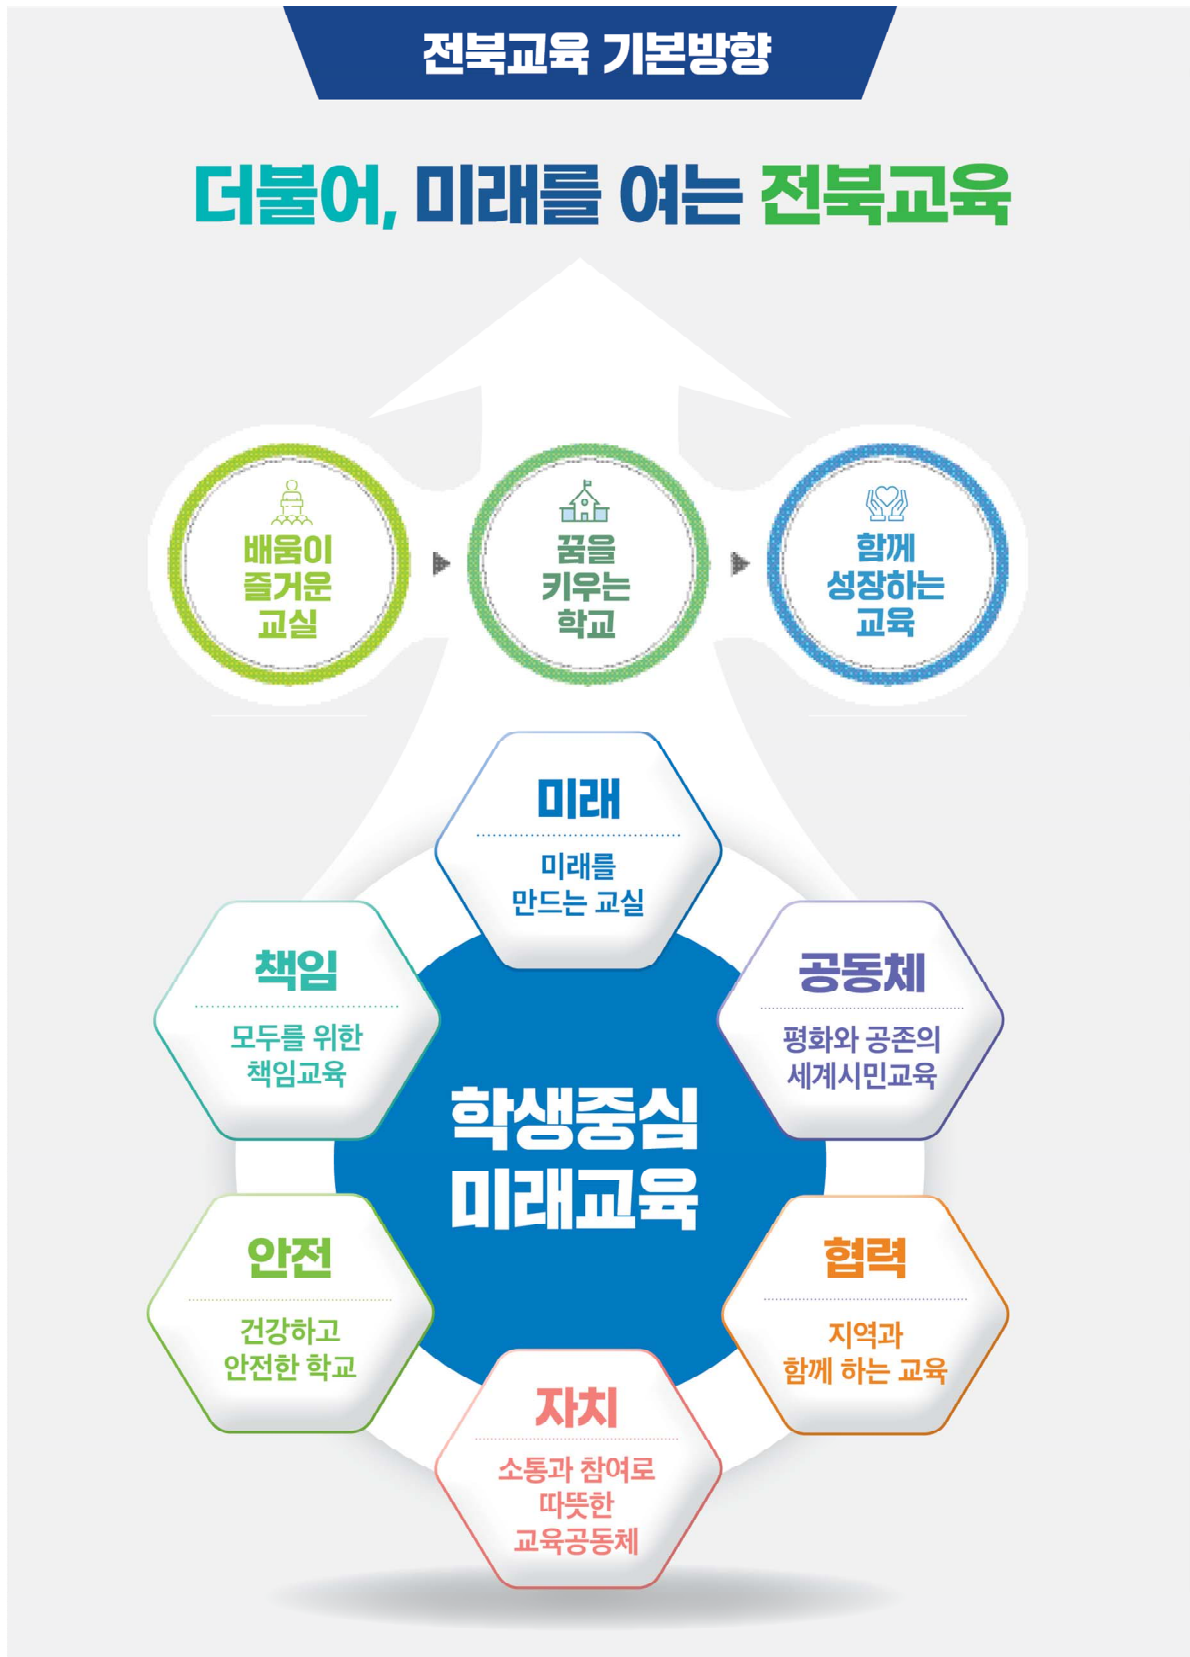 전북교육 기본방향
더불어, 미래를 여는 전북교육
배움이
즐거운
교실
꿈을
키우는
학교
함께
성장하는
교육
미래
미래를
만드는 교실
책임
모두를 위한
책임교육
공동체
평화와 공존의
세계시민교육
학생중심
미래교육
안전
건강하고
안전한 학교
협력
지역과
함께 하는 교육
자치
소통과 참여로
따뜻한
교육공동체